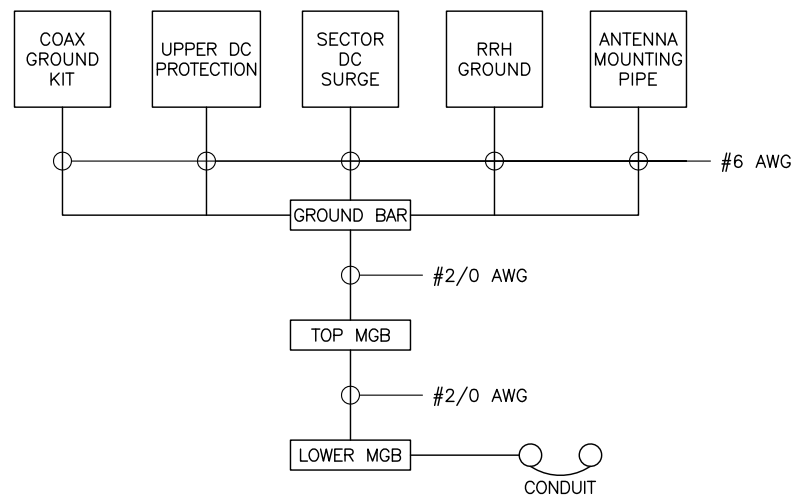 COAX
GROUND
KIT
UPPER DC
PROTECTION
SECTOR
DC
SURGE
RRH
GROUND
ANTENNA
MOUNTING
PIPE
#6 AWG
GROUND BAR
#2/0 AWG
TOP MGB
#2/0 AWG
LOWER MGB
CONDUIT